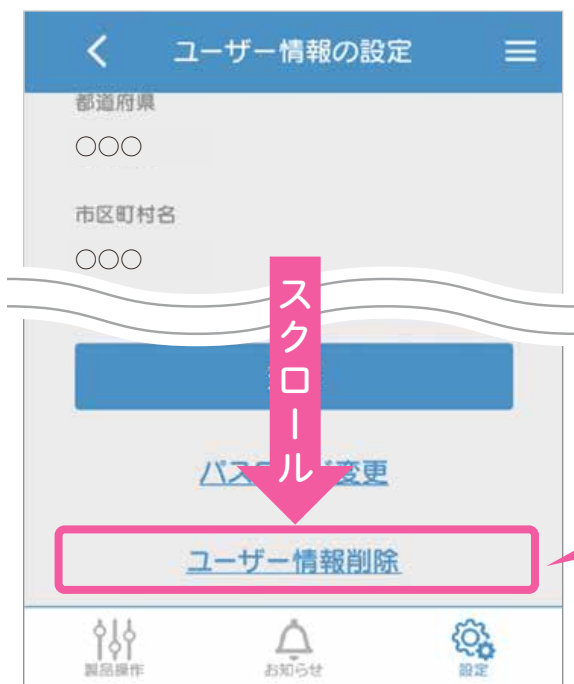 ユーザー情報の設定
都道府県
○○○
市区町村名
○○○
スクロール
変更
ユーザー情報削除
製品操作
お知らせ
設定